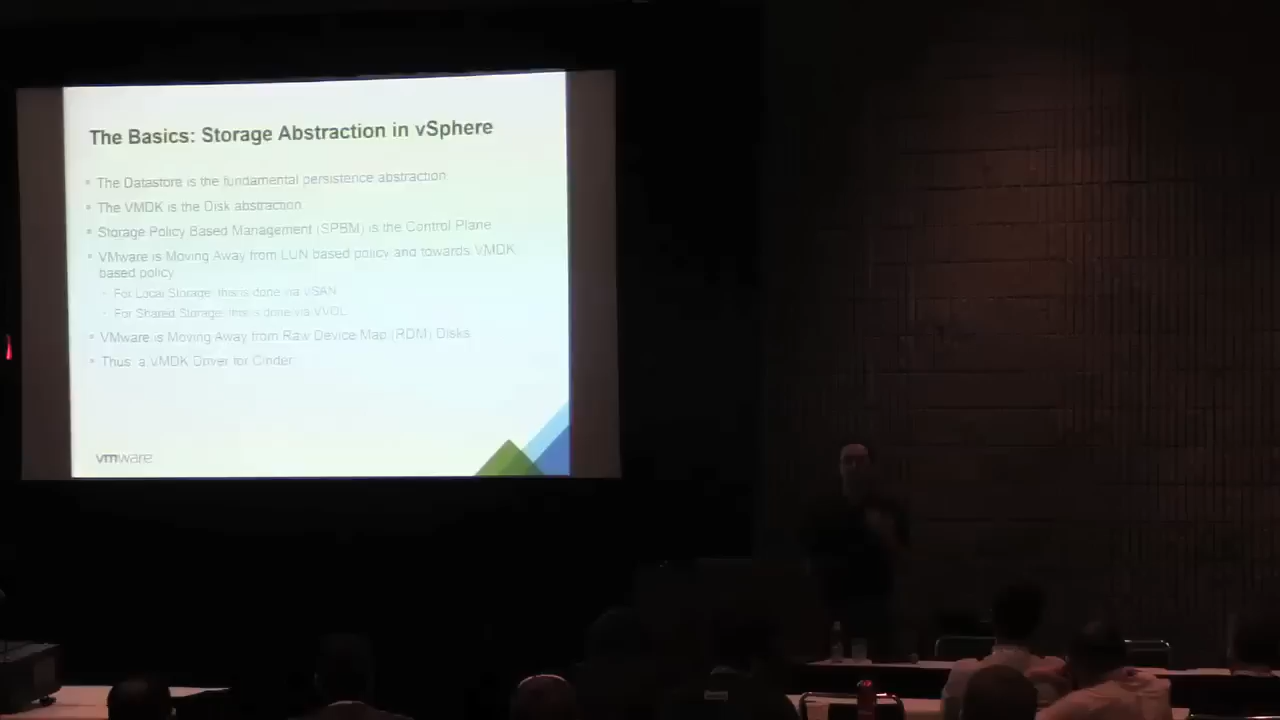 The Basics: Storage Abstraction in vSphere
The Datastore is the fundamental persistence abstraction
The VMDK is the Disk abstraction
Storage Policy Based Management (SPBM) is the Control Plane
VMware is Moving Away from LUN based policy and towards VMDK
based policy
For Local Storage, this is done via VSAN
For Shared Storage, this is done via VVOL
VMware is Moving Away from Raw Device Map (RDM) Disks
Thus, a VMDK Driver for Cinder
vmware